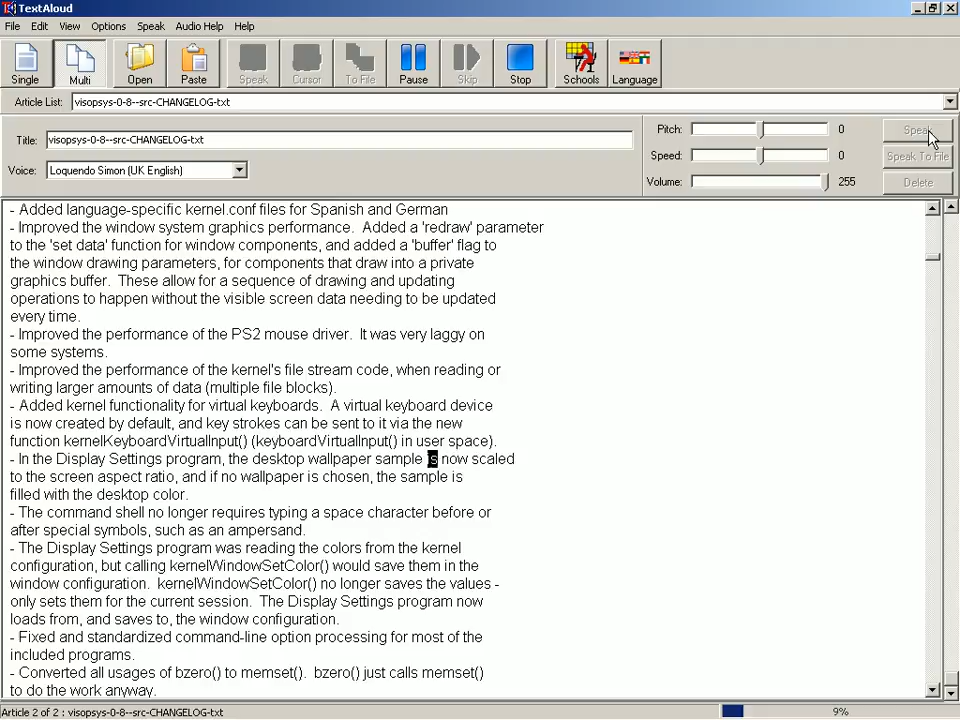 TextAloud
File Edit View Options Speak Audio Help Help
Single Multi Open Paste Speak Cursor To File Pause Skip Stop Schools Language
Article List: visopsys-0-8--src-CHANGELOG-txt
Title: visopsys-0-8--src-CHANGELOG-txt
Voice: Loquendo Simon (UK English)
Pitch: 0 Speak
Speed: 0 Speak To File
Volume: 255 Delete
- Added language-specific kernel.conf files for Spanish and German
- Improved the window system graphics performance.  Added a 'redraw' parameter
to the 'set data' function for window components, and added a 'buffer' flag to
the window drawing parameters, for components that draw into a private
graphics buffer.  These allow for a sequence of drawing and updating
operations to happen without the visible screen data needing to be updated
every time.
- Improved the performance of the PS2 mouse driver.  It was very laggy on
some systems.
- Improved the performance of the kernel's file stream code, when reading or
writing larger amounts of data (multiple file blocks).
- Added kernel functionality for virtual keyboards.  A virtual keyboard device
is now created by default, and key strokes can be sent to it via the new
function kernelKeyboardVirtualInput() (keyboardVirtualInput() in user space).
- In the Display Settings program, the desktop wallpaper sample is now scaled
to the screen aspect ratio, and if no wallpaper is chosen, the sample is
filled with the desktop color.
- The command shell no longer requires typing a space character before or
after special symbols, such as an ampersand.
- The Display Settings program was reading the colors from the kernel
configuration, but calling kernelWindowSetColor() would save them in the
window configuration.  kernelWindowSetColor() no longer saves the values -
only sets them for the current session.  The Display Settings program now
loads from, and saves to, the window configuration.
- Fixed and standardized command-line option processing for most of the
included programs.
- Converted all usages of bzero() to memset().  bzero() just calls memset()
to do the work anyway.
Article 2 of 2 : visopsys-0-8--src-CHANGELOG-txt 9%